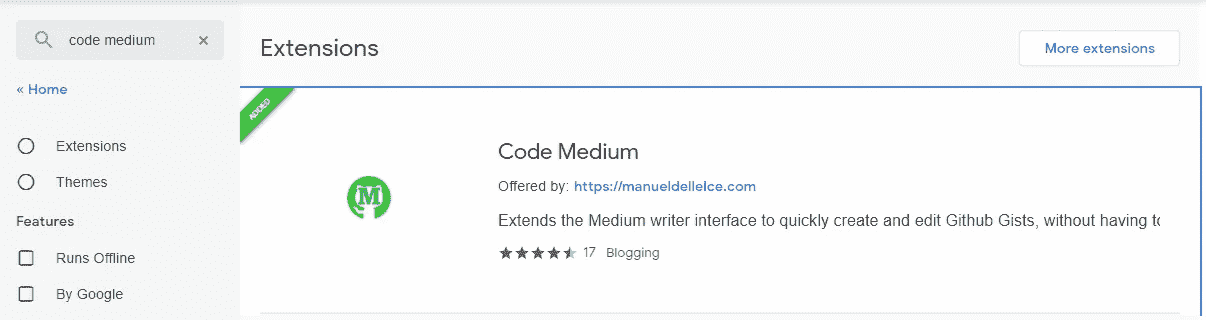 code medium ×
« Home
Extensions
Themes
Features
Runs Offline
By Google
Extensions
More extensions
ADDED
M
Code Medium
Offered by: https://manueldellelce.com
Extends the Medium writer interface to quickly create and edit Github Gists, without having to
17 Blogging